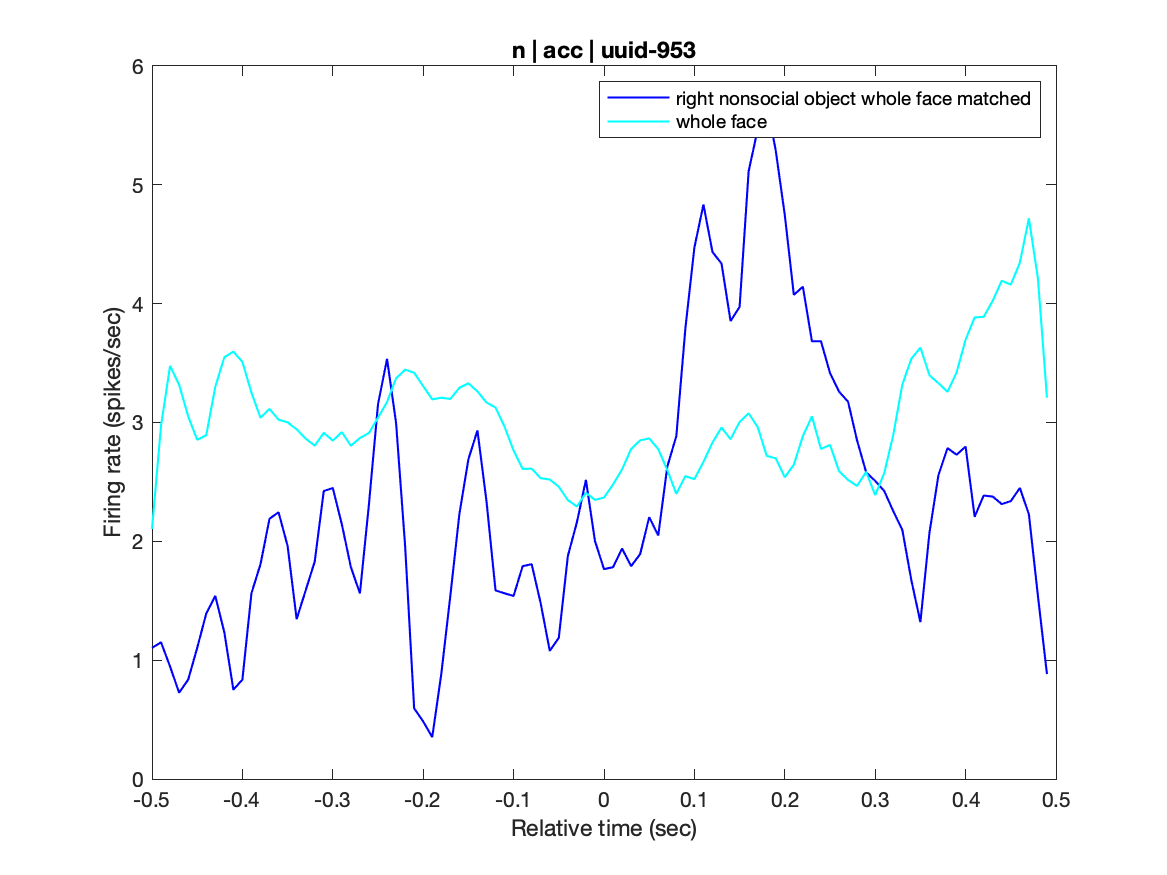 n | acc | uuid-953
right nonsocial object whole face matched
whole face
Firing rate (spikes/sec)
6
5
4
3
2
1
0
-0.5 -0.4 -0.3 -0.2 -0.1 0 0.1 0.2 0.3 0.4 0.5
Relative time (sec)